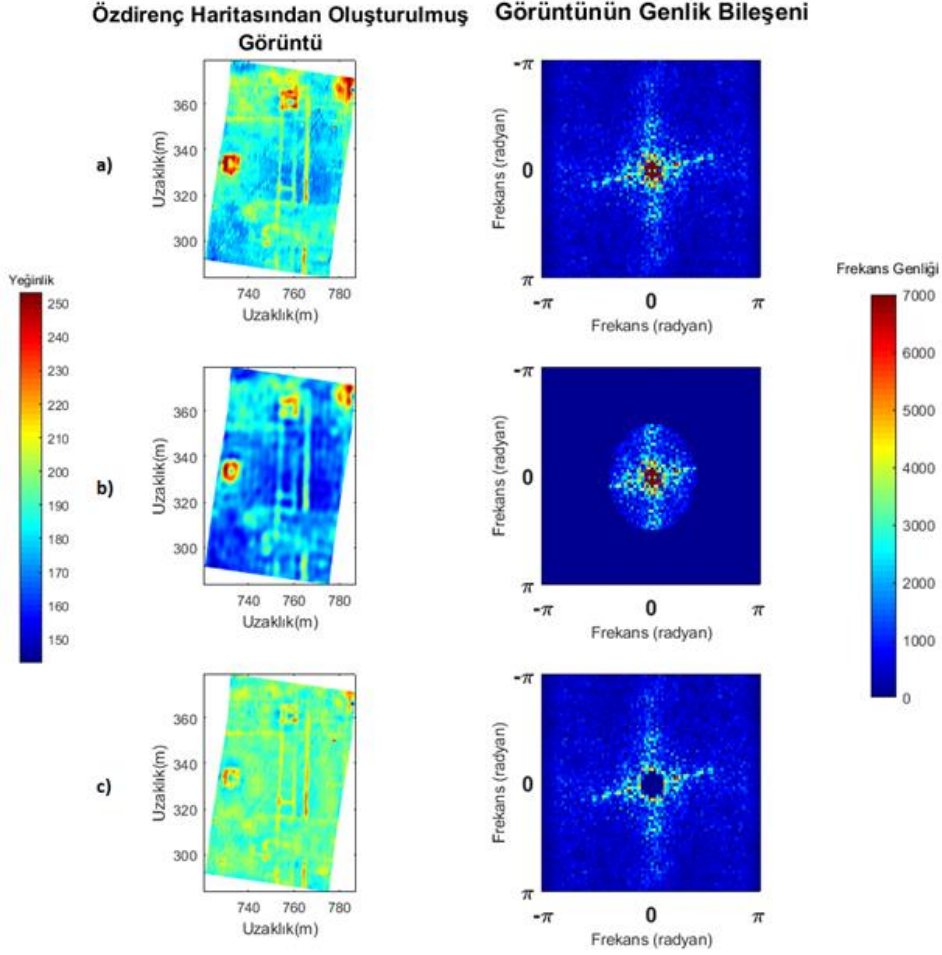 Özdirenç Haritasından Oluşturulmuş
Görüntü
Görüntünün Genlik Bileşeni
a)
Uzaklık(m)
360
340
320
300
740 760 780
Uzaklık(m)
Frekans (radyan)
-π
0
π
-π 0 π
Frekans (radyan)
Yeğinlik
250
240
230
220
210
200
190
180
170
160
150
Frekans Genliği
7000
6000
5000
4000
3000
2000
1000
0
b)
Uzaklık(m)
360
340
320
300
740 760 780
Uzaklık(m)
Frekans (radyan)
-π
0
π
-π 0 π
Frekans (radyan)
c)
Uzaklık(m)
360
340
320
300
740 760 780
Uzaklık(m)
Frekans (radyan)
-π
0
π
-π 0 π
Frekans (radyan)